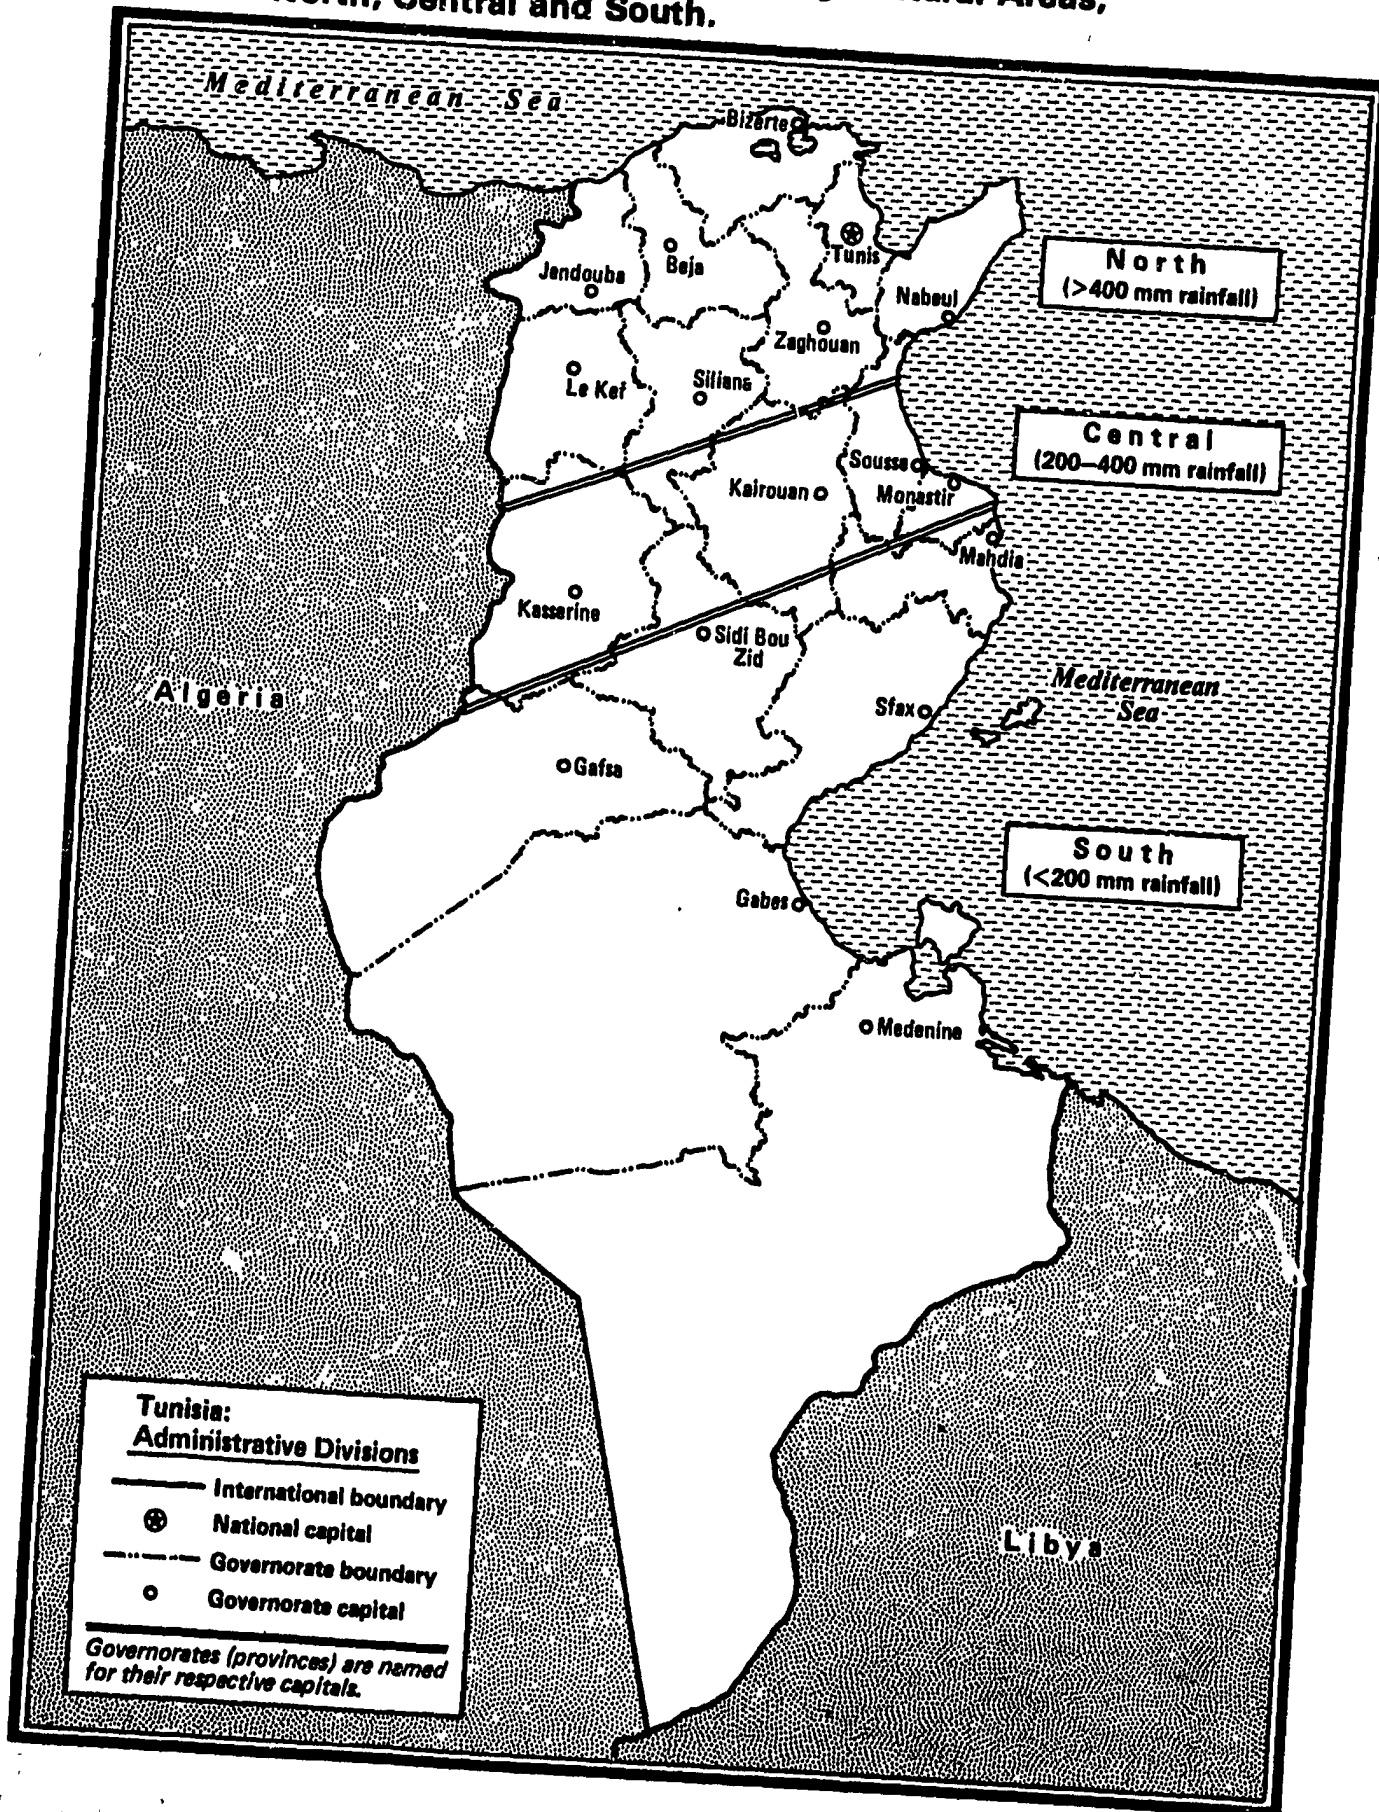 Central and South.
Mediterranean Sea
Bizerte
Tunis
Beja
Jendouba
North
(>400 mm rainfall)
Nabeul
Zaghouan
Le Kef
Siliana
Central
(200–400 mm rainfall)
Sousse
Kairouan
Monastir
Mahdia
Kasserine
Sidi Bou
Zid
Algeria
Mediterranean
Sea
Sfax
Gafsa
South
(<200 mm rainfall)
Gabes
Medenine
Libya
Tunisia:
Administrative Divisions
International boundary
National capital
Governorate boundary
Governorate capital
Governorates (provinces) are named
for their respective capitals.